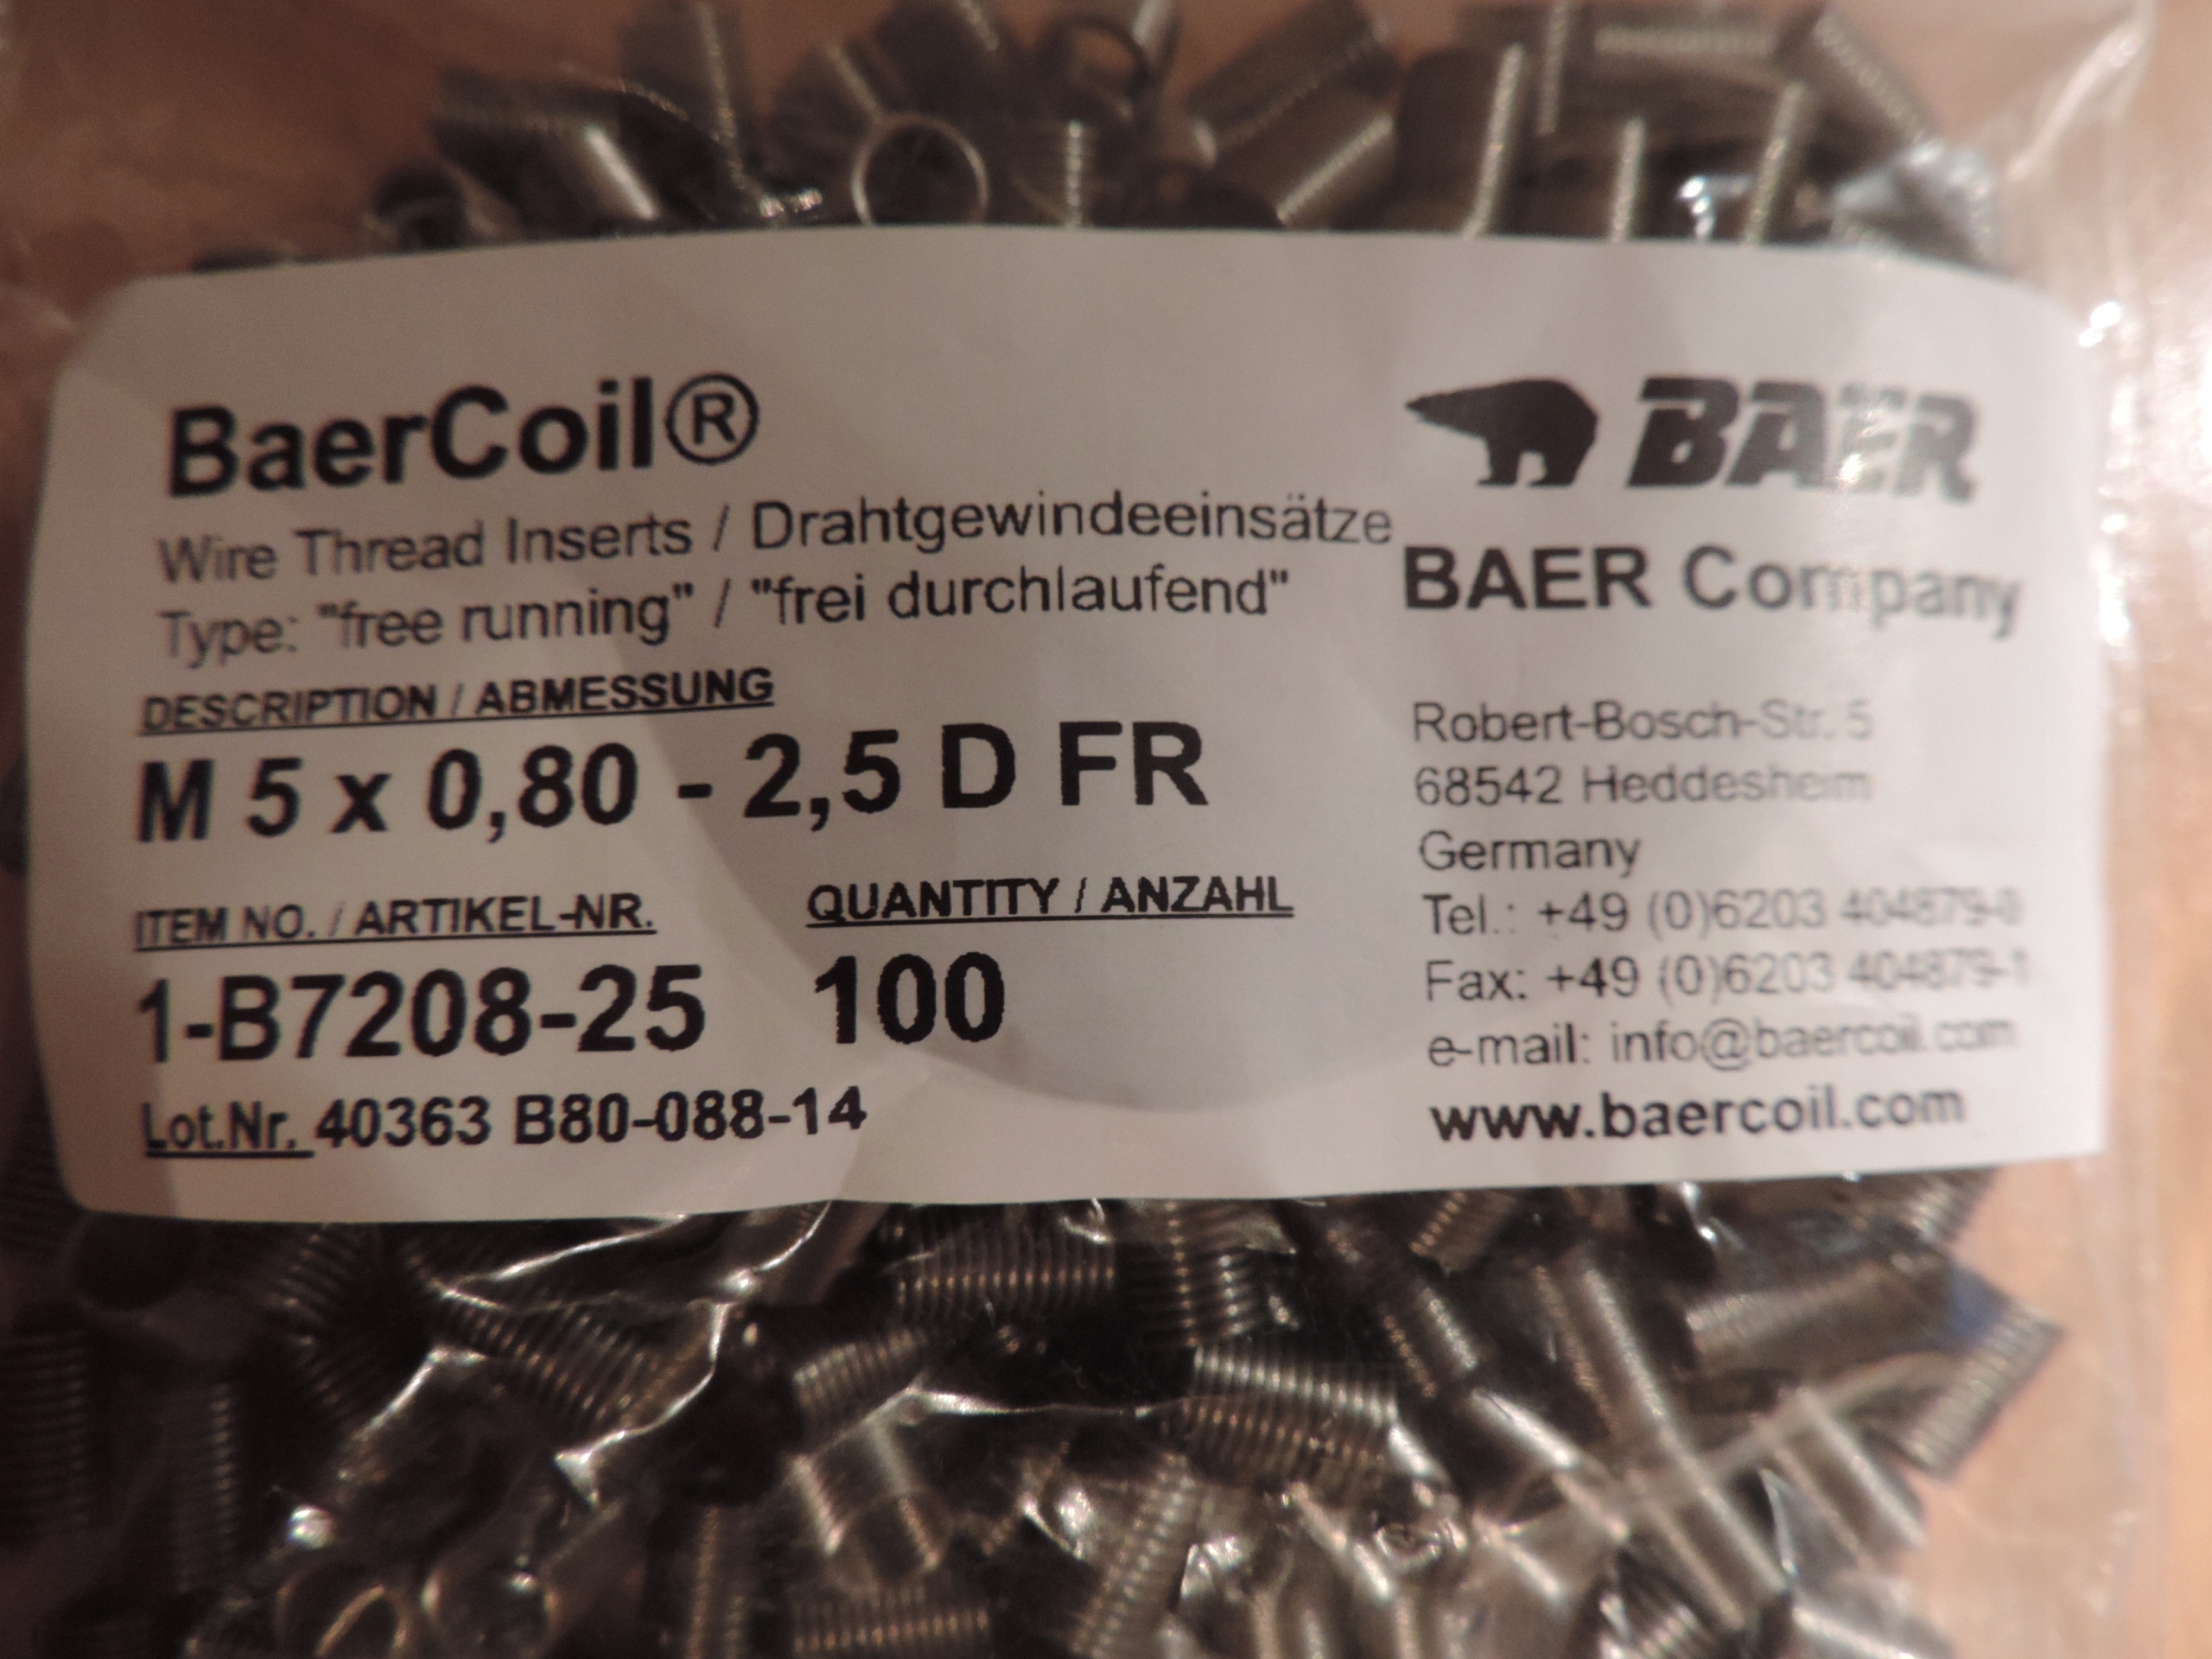 BaerCoil®
Wire Thread Inserts / Drahtgewindeeinsätze
Type: "free running" / "frei durchlaufend"
DESCRIPTION / ABMESSUNG
M 5 x 0,80 - 2,5 D FR
ITEM NO. / ARTIKEL-NR.
QUANTITY / ANZAHL
1-B7208-25
100
Lot.Nr. 40363 B80-088-14
BAER
BAER Company
Robert-Bosch-Str. 5
68542 Heddesheim
Germany
Tel.: +49 (0)6203 404879-0
Fax: +49 (0)6203 404879-1
e-mail: info@baercoil.com
www.baercoil.com